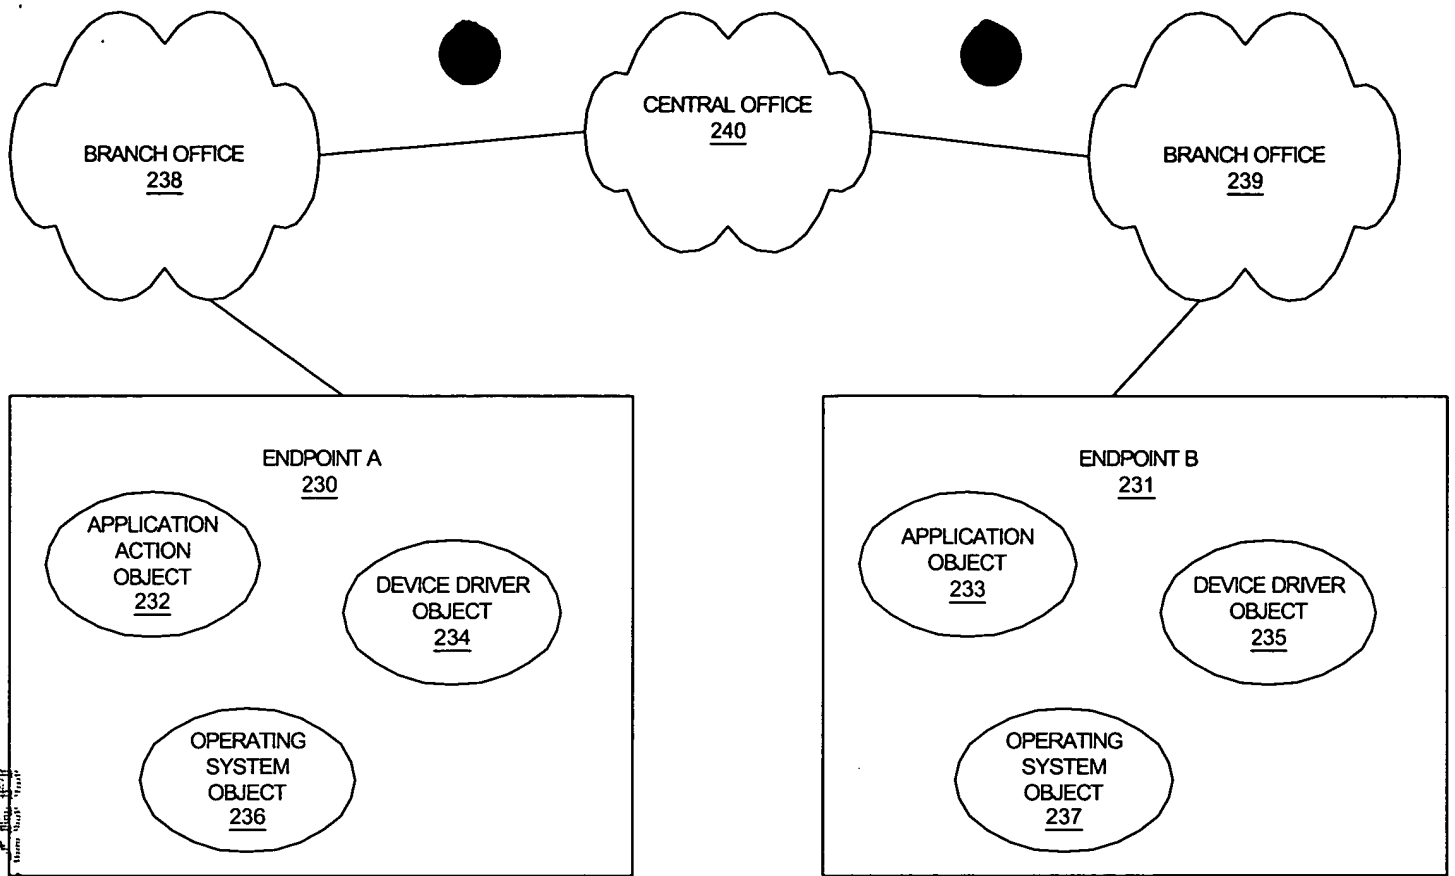 CENTRAL OFFICE
240
BRANCH OFFICE
238
BRANCH OFFICE
239
ENDPOINT A
230
APPLICATION
ACTION
OBJECT
232
DEVICE DRIVER
OBJECT
234
OPERATING
SYSTEM
OBJECT
236
ENDPOINT B
231
APPLICATION
OBJECT
233
DEVICE DRIVER
OBJECT
235
OPERATING
SYSTEM
OBJECT
237